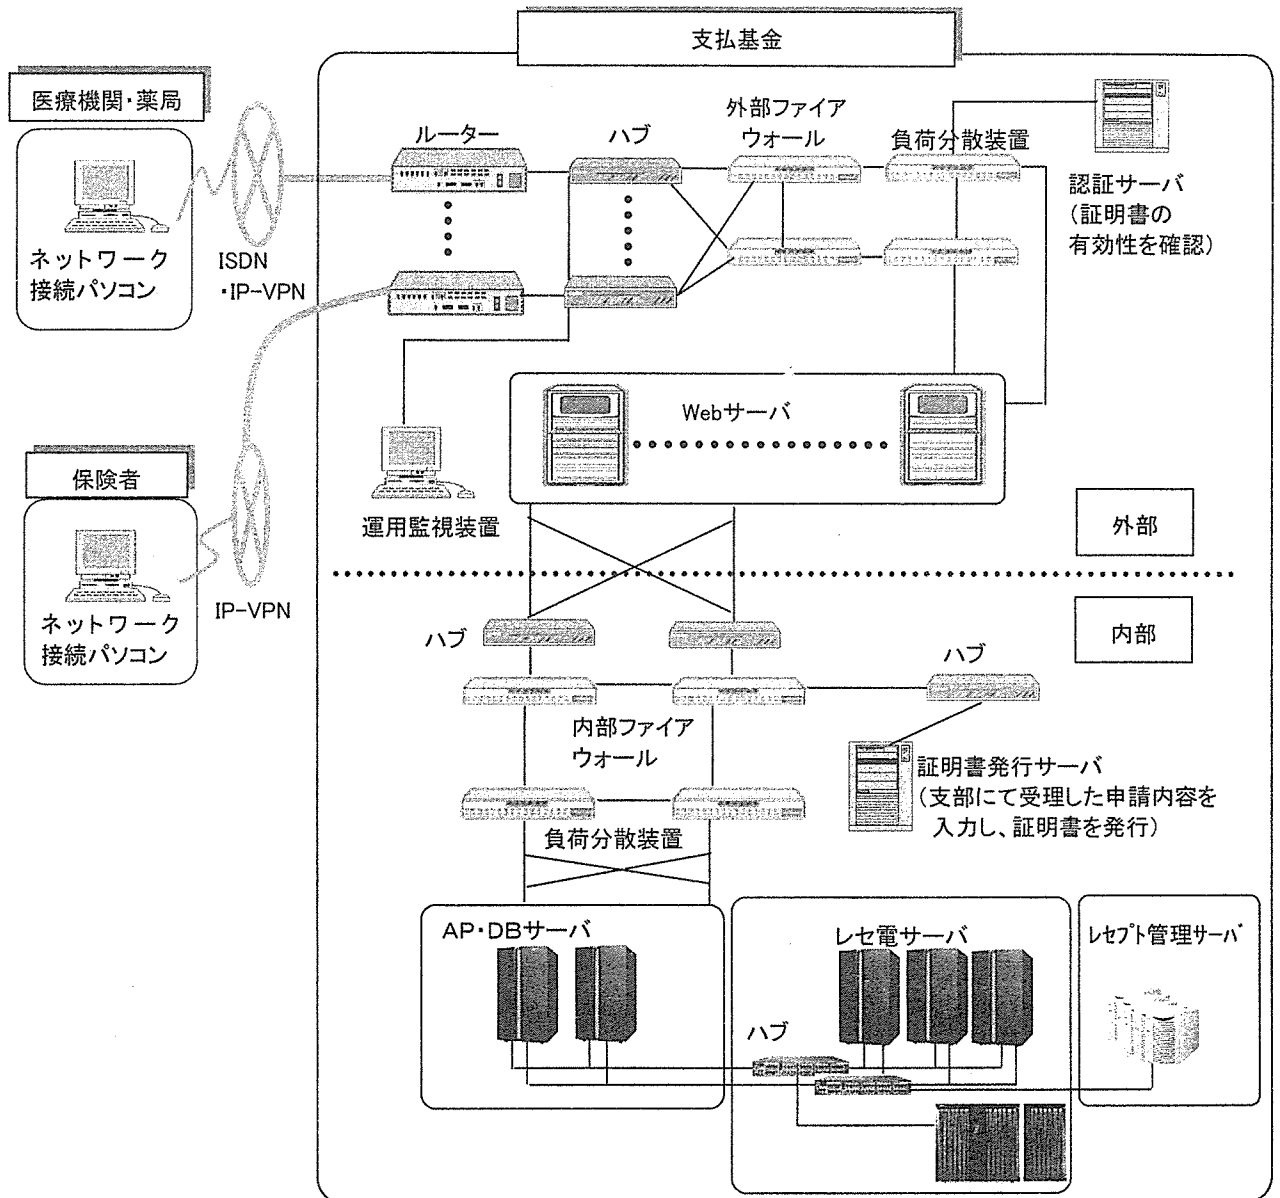 支払基金
医療機関・薬局
ネットワーク
接続パソコン
ISDN
・IP-VPN
ルーター
ハブ
外部ファイア
ウォール
負荷分散装置
認証サーバ
(証明書の
有効性を確認)
Webサーバ
運用監視装置
保険者
ネットワーク
接続パソコン
IP-VPN
外部
内部
ハブ
ハブ
内部ファイア
ウォール
証明書発行サーバ
(支部にて受理した申請内容を
入力し、証明書を発行)
負荷分散装置
AP・DBサーバ
レセ電サーバ
レセプト管理サーバ
ハブ